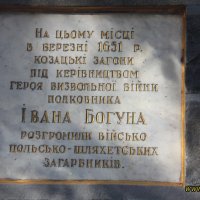 На цьому місці
в березні 1651 р.
козацькі загони
під керівництвом
героя визвольної війни
полковника
Івана Богуна
розгромили військо
польсько-шляхетських
загарбників.